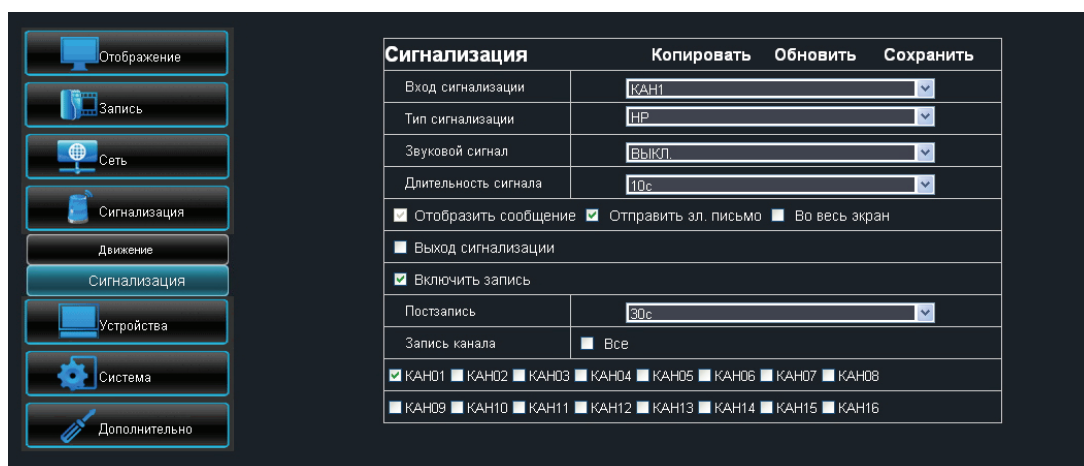 Отображение
Запись
Сеть
Сигнализация
Движение
Сигнализация
Устройства
Система
Дополнительно
Сигнализация Копировать Обновить Сохранить
Вход сигнализации КАН1
Тип сигнализации НР
Звуковой сигнал ВЫКЛ.
Длительность сигнала 10с
Отобразить сообщение Отправить эл. письмо Во весь экран
Выход сигнализации
Включить запись
Постзапись 30с
Запись канала Все
КАН01 КАН02 КАН03 КАН04 КАН05 КАН06 КАН07 КАН08
КАН09 КАН10 КАН11 КАН12 КАН13 КАН14 КАН15 КАН16